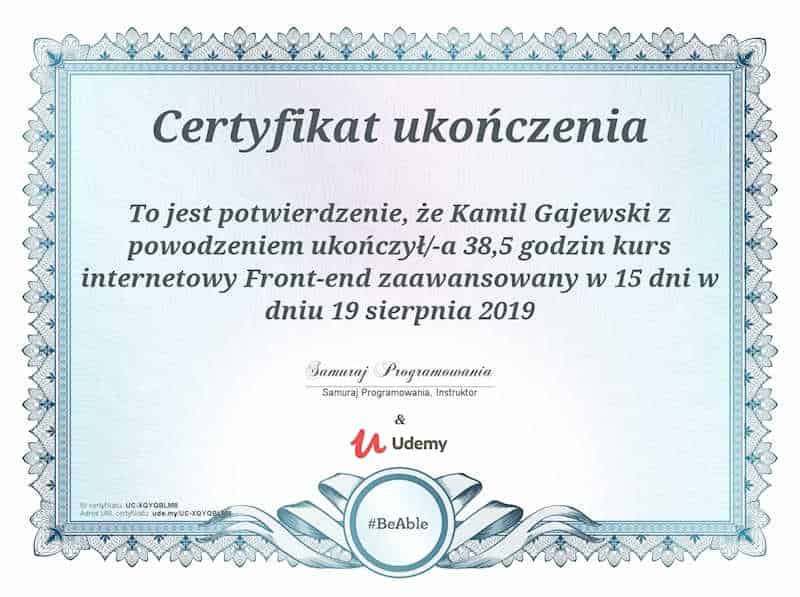 Certyfikat ukończenia
To jest potwierdzenie, że Kamil Gajewski z
powodzeniem ukończył/-a 38,5 godzin kurs
internetowy Front-end zaawansowany w 15 dni w
dniu 19 sierpnia 2019
Samuraj Programowania
Samuraj Programowania, Instruktor
&
Udemy
Nr certyfikatu: UC-XQYQBLM8
Adres URL certyfikatu: ude.my/UC-XQYQBLM8
#BeAble